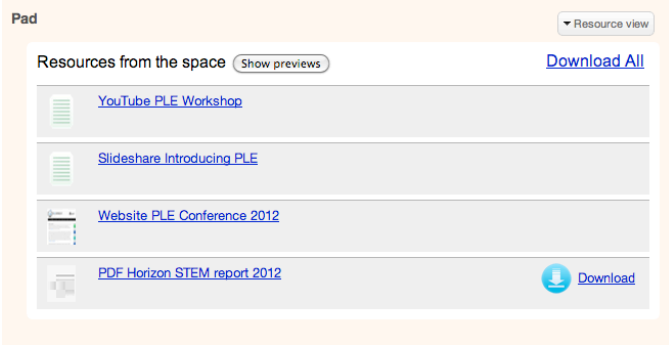 Pad
Resource view
Resources from the space Show previews Download All
YouTube PLE Workshop
Slideshare Introducing PLE
Website PLE Conference 2012
PDF Horizon STEM report 2012 Download